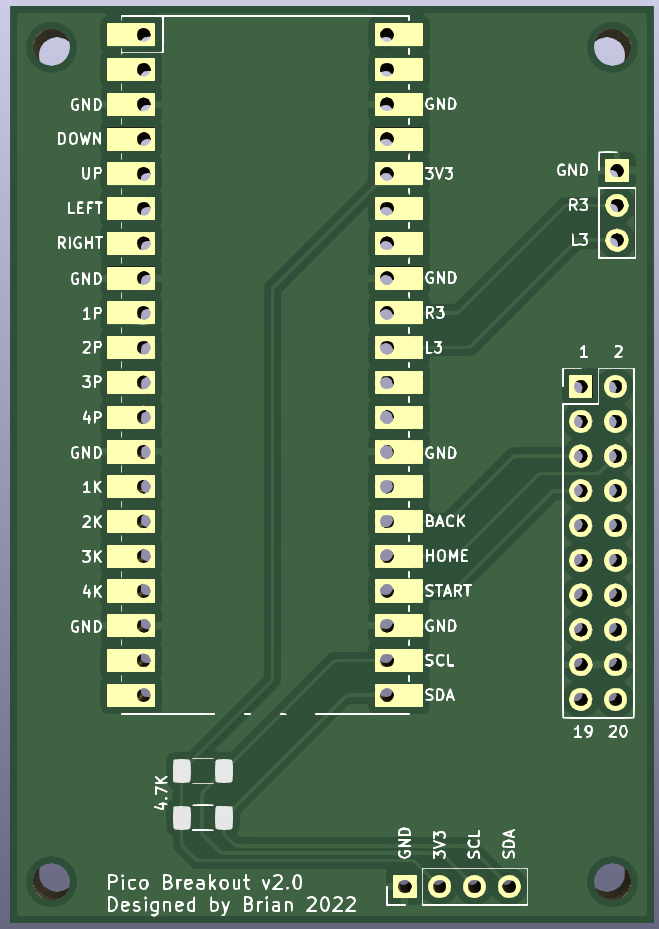 GND GND
DOWN
UP 3V3
GND
LEFT
R3
RIGHT
L3
GND GND
1P R3
2P L3
1 2
3P
4P
GND GND
1K
2K BACK
3K HOME
4K START
GND GND
SCL
SDA
19 20
4.7K
GND 3V3 SCL SDA
Pico Breakout v2.0
Designed by Brian 2022